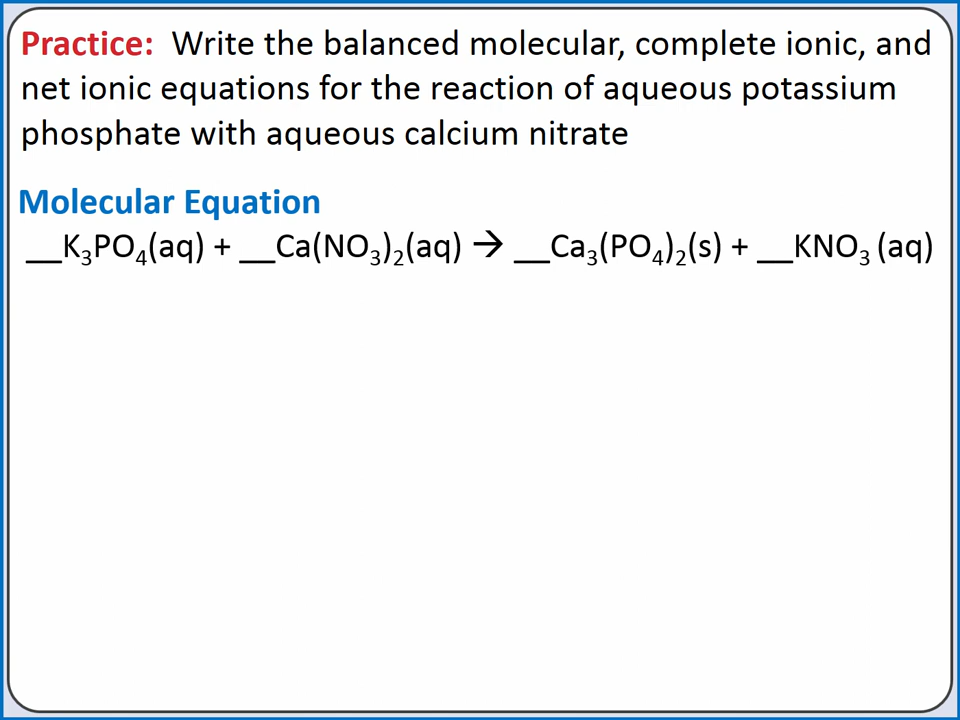 Practice: Write the balanced molecular, complete ionic, and
net ionic equations for the reaction of aqueous potassium
phosphate with aqueous calcium nitrate
Molecular Equation
__K₃PO₄(aq) + __Ca(NO₃)₂(aq) → __Ca₃(PO₄)₂(s) + __KNO₃ (aq)